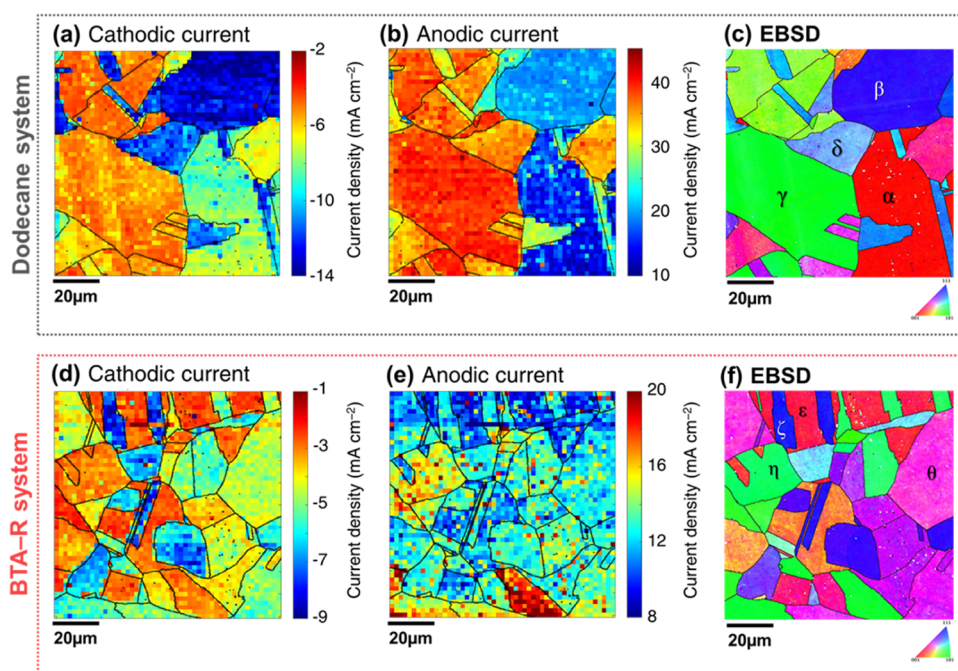 Dodecane system
(a) Cathodic current
-2
-6
-10
-14
Current density (mA cm⁻²)
20µm
(b) Anodic current
40
30
20
10
Current density (mA cm⁻²)
20µm
(c) EBSD
β
δ
γ
α
20µm
111
001
101
BTA–R system
(d) Cathodic current
-1
-3
-5
-7
-9
Current density (mA cm⁻²)
20µm
(e) Anodic current
20
16
12
8
Current density (mA cm⁻²)
20µm
(f) EBSD
ε
ζ
η
θ
20µm
111
001
101